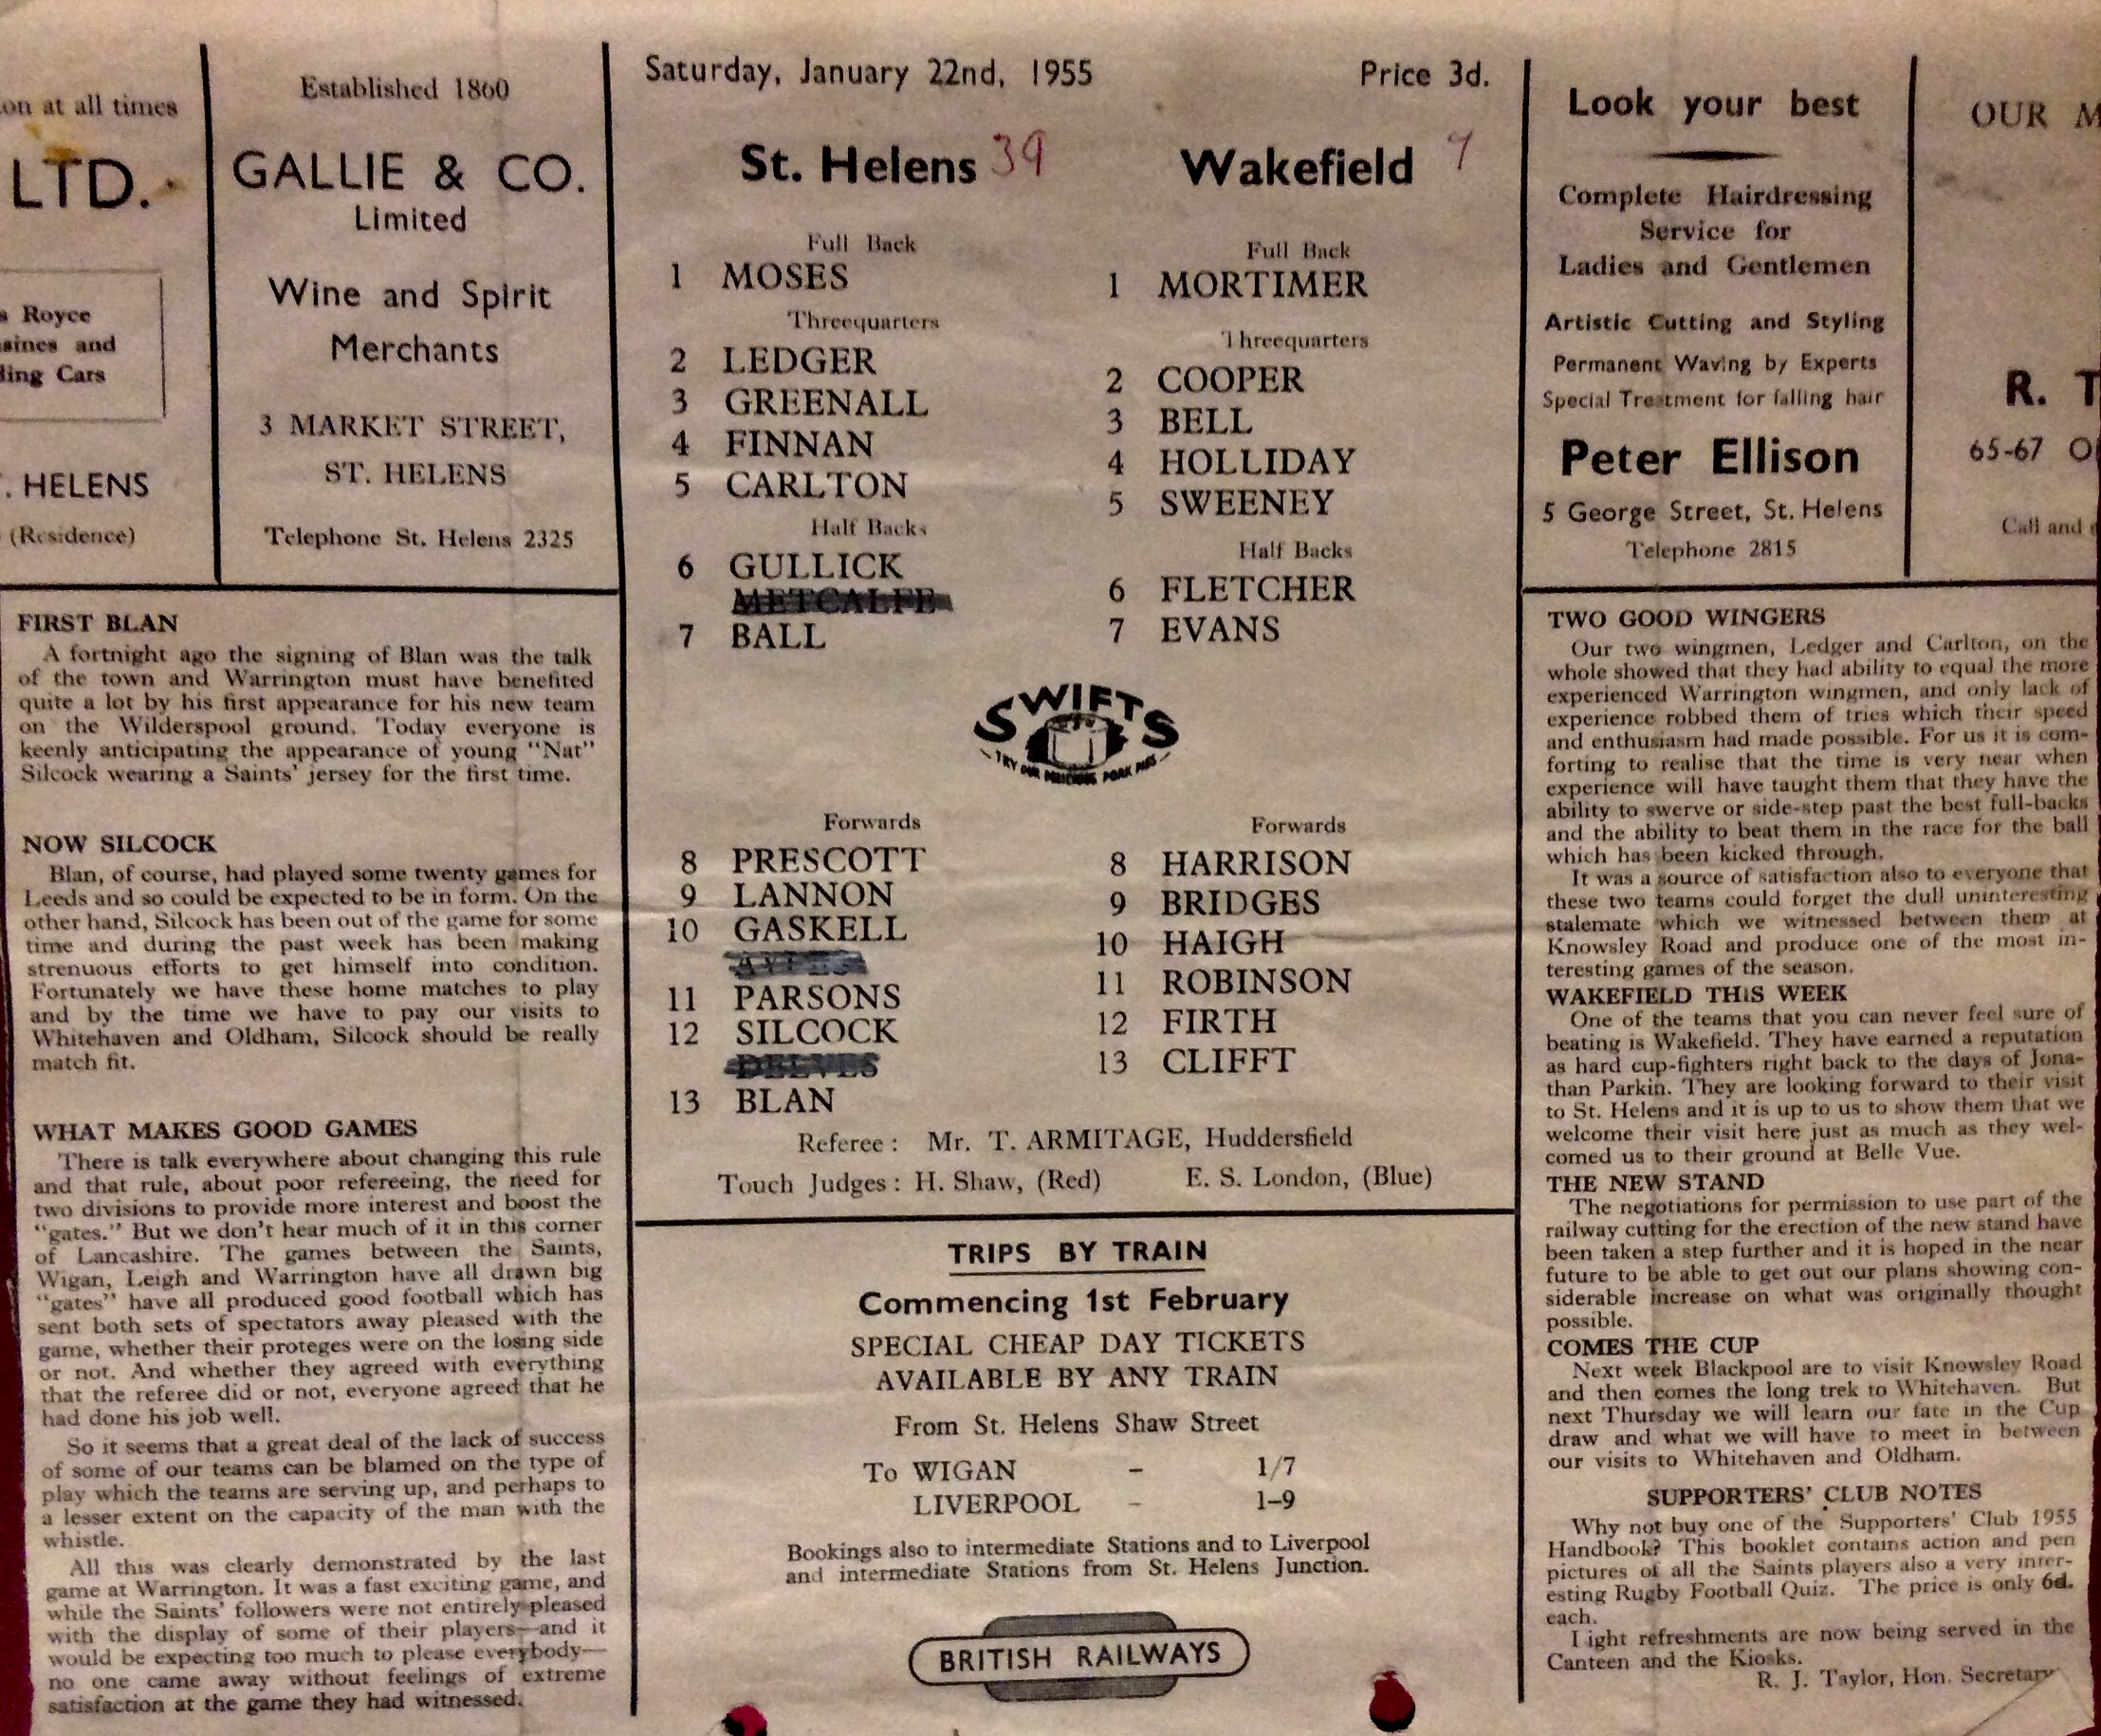 on at all times
LTD.
s Royce
sines and
ling Cars
. HELENS
(Residence)
Established 1860
GALLIE & CO.
Limited
Wine and Spirit
Merchants
3 MARKET STREET,
ST. HELENS
Telephone St. Helens 2325
FIRST BLAN
A fortnight ago the signing of Blan was the talk
of the town and Warrington must have benefited
quite a lot by his first appearance for his new team
on the Wilderspool ground. Today everyone is
keenly anticipating the appearance of young "Nat"
Silcock wearing a Saints' jersey for the first time.
NOW SILCOCK
Blan, of course, had played some twenty games for
Leeds and so could be expected to be in form. On the
other hand, Silcock has been out of the game for some
time and during the past week has been making
strenuous efforts to get himself into condition.
Fortunately we have these home matches to play
and by the time we have to pay our visits to
Whitehaven and Oldham, Silcock should be really
match fit.
WHAT MAKES GOOD GAMES
There is talk everywhere about changing this rule
and that rule, about poor refereeing, the need for
two divisions to provide more interest and boost the
"gates." But we don't hear much of it in this corner
of Lancashire. The games between the Saints,
Wigan, Leigh and Warrington have all drawn big
"gates" have all produced good football which has
sent both sets of spectators away pleased with the
game, whether their proteges were on the losing side
or not. And whether they agreed with everything
that the referee did or not, everyone agreed that he
had done his job well.
So it seems that a great deal of the lack of success
of some of our teams can be blamed on the type of
play which the teams are serving up, and perhaps to
a lesser extent on the capacity of the man with the
whistle.
All this was clearly demonstrated by the last
game at Warrington. It was a fast exciting game, and
while the Saints' followers were not entirely pleased
with the display of some of their players—and it
would be expecting too much to please everybody—
no one came away without feelings of extreme
satisfaction at the game they had witnessed.
Saturday, January 22nd, 1955 Price 3d.
St. Helens 39 Wakefield 7
Full Back
1 MOSES
Threequarters
2 LEDGER
3 GREENALL
4 FINNAN
5 CARLTON
Half Backs
6 GULLICK
METCALFE
7 BALL
Full Back
1 MORTIMER
Threequarters
2 COOPER
3 BELL
4 HOLLIDAY
5 SWEENEY
Half Backs
6 FLETCHER
7 EVANS
SWIFTS
TRY OUR DELICIOUS PORK PIES
Forwards
8 PRESCOTT
9 LANNON
10 GASKELL
11 PARSONS
12 SILCOCK
DELVES
13 BLAN
Forwards
8 HARRISON
9 BRIDGES
10 HAIGH
11 ROBINSON
12 FIRTH
13 CLIFFT
Referee : Mr. T. ARMITAGE, Huddersfield
Touch Judges : H. Shaw, (Red) E. S. London, (Blue)
TRIPS BY TRAIN
Commencing 1st February
SPECIAL CHEAP DAY TICKETS
AVAILABLE BY ANY TRAIN
From St. Helens Shaw Street
To WIGAN - 1/7
LIVERPOOL - 1-9
Bookings also to intermediate Stations and to Liverpool
and intermediate Stations from St. Helens Junction.
BRITISH RAILWAYS
Look your best
Complete Hairdressing
Service for
Ladies and Gentlemen
Artistic Cutting and Styling
Permanent Waving by Experts
Special Treatment for falling hair
Peter Ellison
5 George Street, St. Helens
Telephone 2815
OUR M
R. T
65-67 O
Call and
TWO GOOD WINGERS
Our two wingmen, Ledger and Carlton, on the
whole showed that they had ability to equal the more
experienced Warrington wingmen, and only lack of
experience robbed them of tries which their speed
and enthusiasm had made possible. For us it is com-
forting to realise that the time is very near when
experience will have taught them that they have the
ability to swerve or side-step past the best full-backs
and the ability to beat them in the race for the ball
which has been kicked through.
It was a source of satisfaction also to everyone that
these two teams could forget the dull uninteresting
stalemate which we witnessed between them at
Knowsley Road and produce one of the most in-
teresting games of the season.
WAKEFIELD THIS WEEK
One of the teams that you can never feel sure of
beating is Wakefield. They have earned a reputation
as hard cup-fighters right back to the days of Jona-
than Parkin. They are looking forward to their visit
to St. Helens and it is up to us to show them that we
welcome their visit here just as much as they wel-
comed us to their ground at Belle Vue.
THE NEW STAND
The negotiations for permission to use part of the
railway cutting for the erection of the new stand have
been taken a step further and it is hoped in the near
future to be able to get out our plans showing con-
siderable increase on what was originally thought
possible.
COMES THE CUP
Next week Blackpool are to visit Knowsley Road
and then comes the long trek to Whitehaven. But
next Thursday we will learn our fate in the Cup
draw and what we will have to meet in between
our visits to Whitehaven and Oldham.
SUPPORTERS' CLUB NOTES
Why not buy one of the Supporters' Club 1955
Handbook? This booklet contains action and pen
pictures of all the Saints players also a very inter-
esting Rugby Football Quiz. The price is only 6d.
each.
Light refreshments are now being served in the
Canteen and the Kiosks.
R. J. Taylor, Hon. Secretary